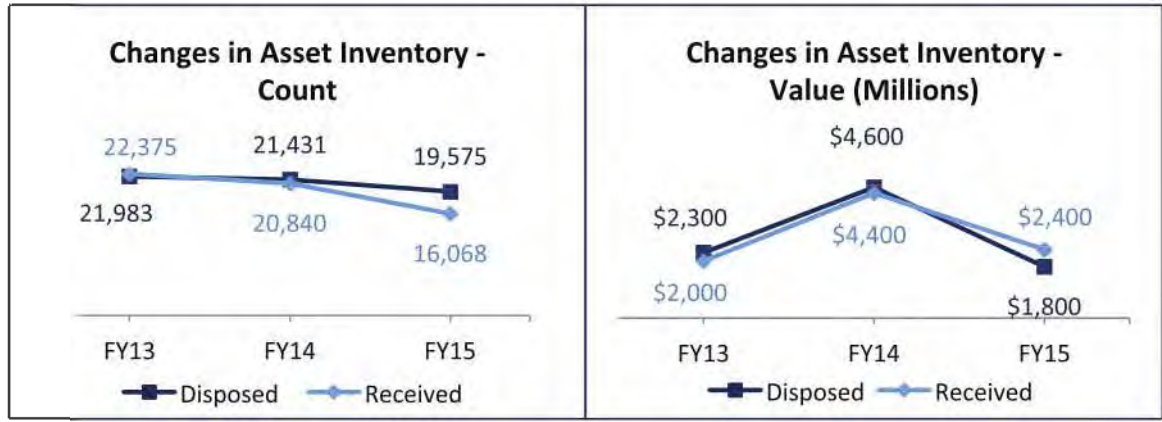 Changes in Asset Inventory -
Count
22,375
21,431
19,575
21,983
20,840
16,068
FY13
FY14
FY15
Disposed
Received
Changes in Asset Inventory -
Value (Millions)
$4,600
$2,300
$2,400
$4,400
$2,000
$1,800
FY13
FY14
FY15
Disposed
Received